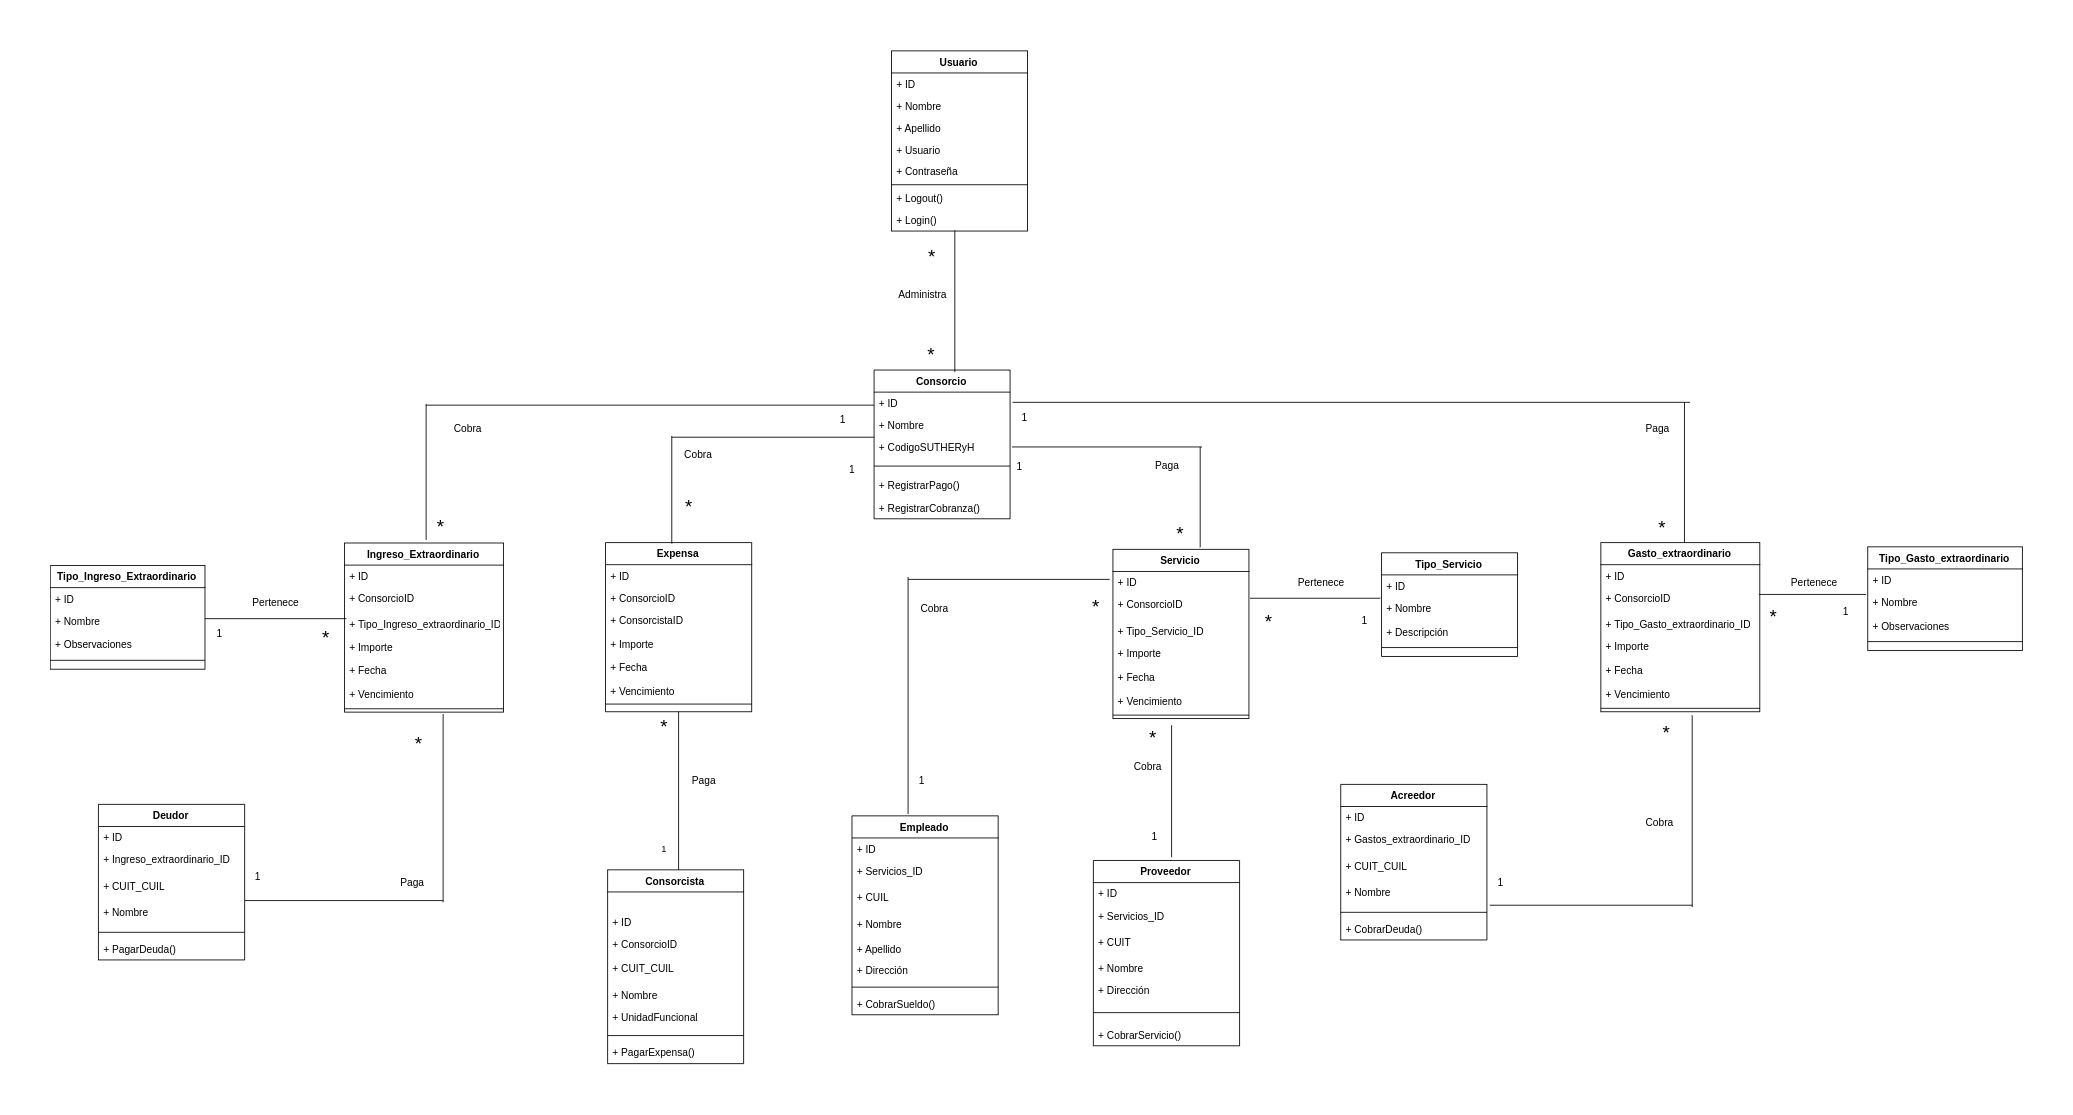 Usuario
+ ID
+ Nombre
+ Apellido
+ Usuario
+ Contraseña
+ Logout()
+ Login()
*
Administra
*
Consorcio
+ ID
+ Nombre
+ CodigoSUTHERyH
+ RegistrarPago()
+ RegistrarCobranza()
1
Cobra
*
1
Cobra
*
1
Paga
*
1
Paga
*
Tipo_Ingreso_Extraordinario
+ ID
+ Nombre
+ Observaciones
Pertenece
1
*
Ingreso_Extraordinario
+ ID
+ ConsorcioID
+ Tipo_Ingreso_extraordinario_ID
+ Importe
+ Fecha
+ Vencimiento
*
Expensa
+ ID
+ ConsorcioID
+ ConsorcistaID
+ Importe
+ Fecha
+ Vencimiento
*
Paga
1
Servicio
+ ID
+ ConsorcioID
+ Tipo_Servicio_ID
+ Importe
+ Fecha
+ Vencimiento
Cobra
*
1
Pertenece
*
1
Tipo_Servicio
+ ID
+ Nombre
+ Descripción
*
Cobra
1
Gasto_extraordinario
+ ID
+ ConsorcioID
+ Tipo_Gasto_extraordinario_ID
+ Importe
+ Fecha
+ Vencimiento
Pertenece
*
1
Tipo_Gasto_extraordinario
+ ID
+ Nombre
+ Observaciones
*
Cobra
1
Deudor
+ ID
+ Ingreso_extraordinario_ID
+ CUIT_CUIL
+ Nombre
+ PagarDeuda()
1
Paga
Consorcista
+ ID
+ ConsorcioID
+ CUIT_CUIL
+ Nombre
+ UnidadFuncional
+ PagarExpensa()
Empleado
+ ID
+ Servicios_ID
+ CUIL
+ Nombre
+ Apellido
+ Dirección
+ CobrarSueldo()
Proveedor
+ ID
+ Servicios_ID
+ CUIT
+ Nombre
+ Dirección
+ CobrarServicio()
Acreedor
+ ID
+ Gastos_extraordinario_ID
+ CUIT_CUIL
+ Nombre
+ CobrarDeuda()